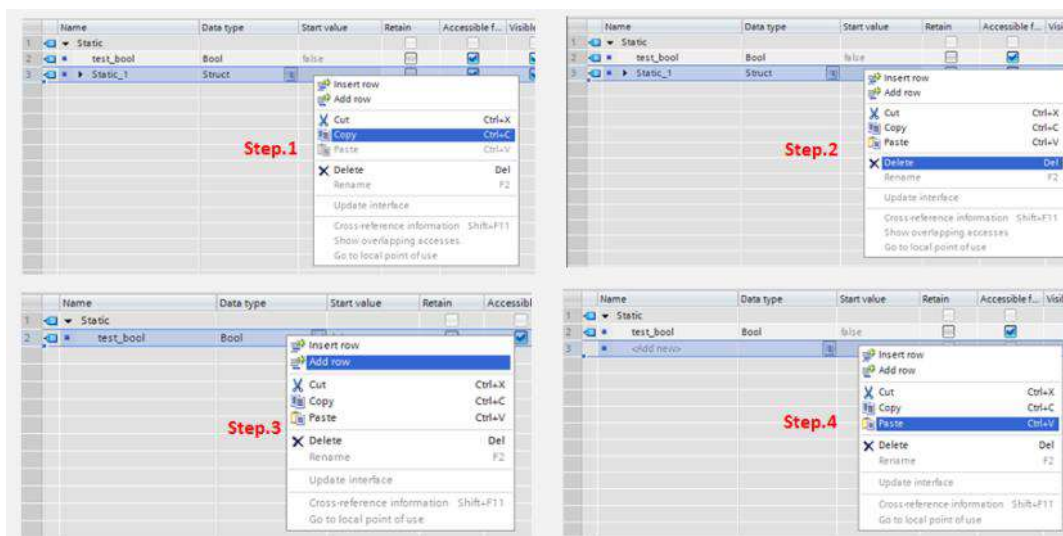 Name Data type Start value Retain Accessible f... Visible
1 Static
2 test_bool Bool false
3 Static_1 Struct
Insert row
Add row
Cut Ctrl+X
Copy Ctrl+C
Paste Ctrl+V
Delete Del
Rename F2
Update interface
Cross-reference information Shift+F11
Show overlapping accesses
Go to local point of use
Step.1
Name Data type Start value Retain Accessible f... Visi
1 Static
2 test_bool Bool false
3 Static_1 Struct
Insert row
Add row
Cut Ctrl+X
Copy Ctrl+C
Paste Ctrl+V
Delete Del
Rename F2
Update interface
Cross-reference information Shift+F11
Show overlapping accesses
Go to local point of use
Step.2
Name Data type Start value Retain Accessibl
1 Static
2 test_bool Bool
Insert row
Add row
Cut Ctrl+X
Copy Ctrl+C
Paste Ctrl+V
Delete Del
Rename F2
Update interface
Cross-reference information Shift+F11
Go to local point of use
Step.3
Name Data type Start value Retain Accessible f... Visi
1 Static
2 test_bool Bool false
3 <Add new>
Insert row
Add row
Cut Ctrl+X
Copy Ctrl+C
Paste Ctrl+V
Delete Del
Rename F2
Update interface
Cross-reference information Shift+F11
Go to local point of use
Step.4